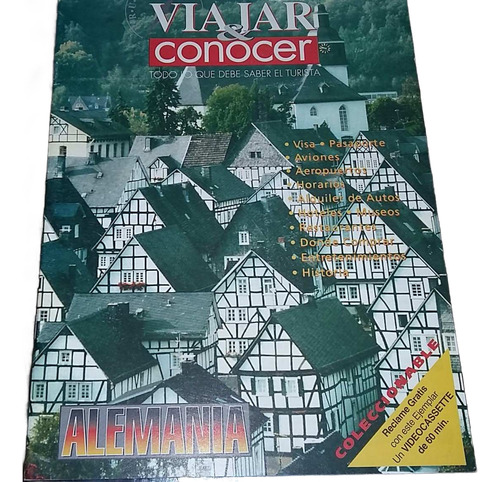 VIAJAR
& conocer
TODO LO QUE DEBE SABER EL TURISTA
• Visa • Pasaporte
• Aviones
• Aeropuertos
• Horarios
• Alquiler de Autos
• Hoteles • Museos
• Restaurantes
• Donde Comprar
• Entretenimientos
• Historia
ALEMANIA
COLECCIONABLE
Reclame Gratis
con este Ejemplar
Un VIDEOCASSETTE
de 60 min.